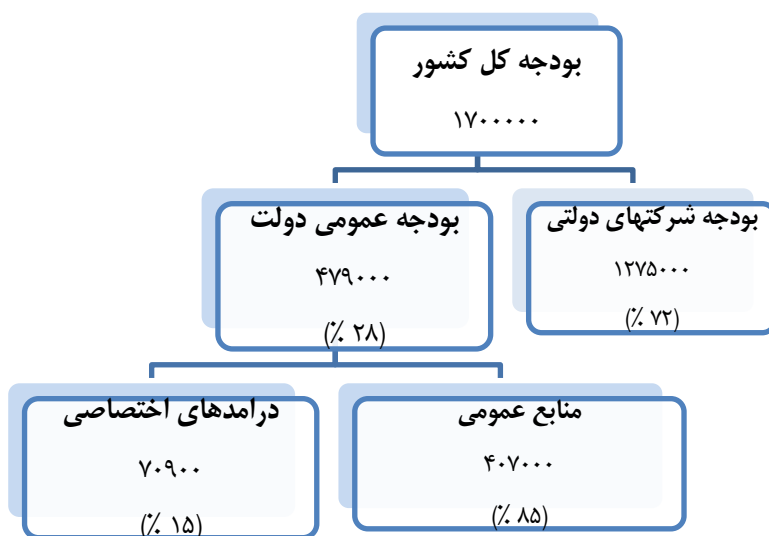 بودجه کل کشور
۱۷۰۰۰۰۰
بودجه شرکتهای دولتی
۱۲۷۵۰۰۰
(۷۲ ٪)
بودجه عمومی دولت
۴۷۹۰۰۰
(۲۸ ٪)
منابع عمومی
۴۰۷۰۰۰
(۸۵ ٪)
درامدهای اختصاصی
۷۰۹۰۰
(۱۵ ٪)